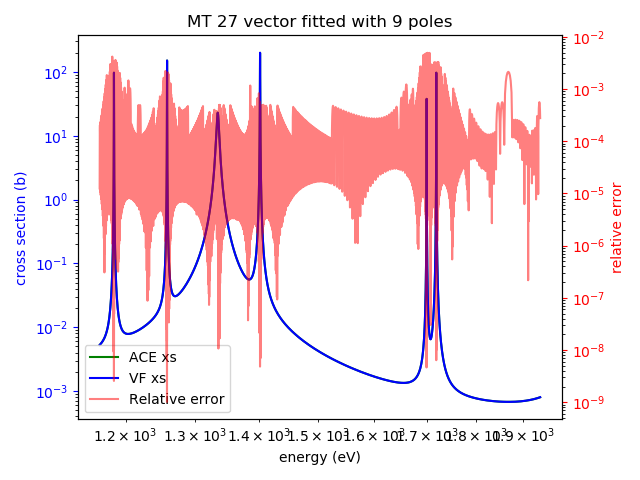 MT 27 vector fitted with 9 poles
cross section (b)
10²
10¹
10⁰
10⁻¹
10⁻²
10⁻³
relative error
10⁻²
10⁻³
10⁻⁴
10⁻⁵
10⁻⁶
10⁻⁷
10⁻⁸
10⁻⁹
ACE xs
VF xs
Relative error
1.2 × 10³ 1.3 × 10³ 1.4 × 10³ 1.5 × 10³ 1.6 × 10³ 1.7 × 10³ 1.8 × 10³ 1.9 × 10³
energy (eV)